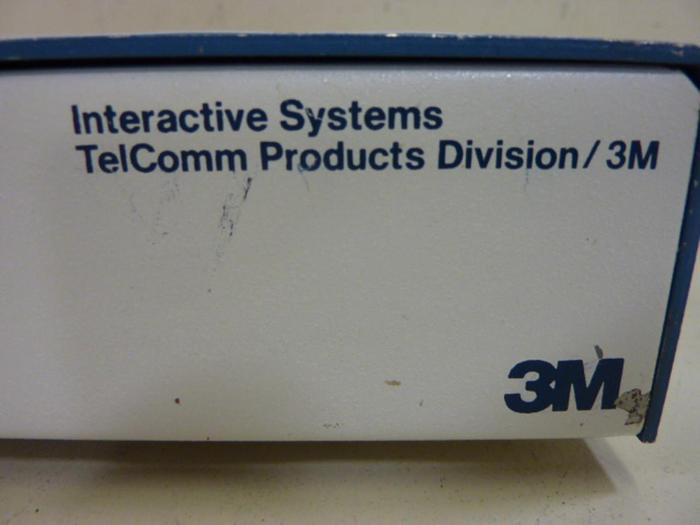 Interactive Systems
TelComm Products Division/3M
3M